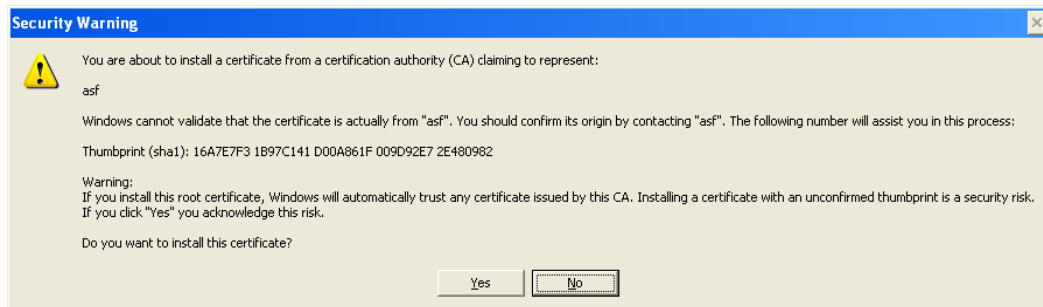 Security Warning
You are about to install a certificate from a certification authority (CA) claiming to represent:
asf
Windows cannot validate that the certificate is actually from "asf". You should confirm its origin by contacting "asf". The following number will assist you in this process:
Thumbprint (sha1): 16A7E7F3 1B97C141 D00A861F 009D92E7 2E480982
Warning:
If you install this root certificate, Windows will automatically trust any certificate issued by this CA. Installing a certificate with an unconfirmed thumbprint is a security risk.
If you click "Yes" you acknowledge this risk.
Do you want to install this certificate?
Yes No